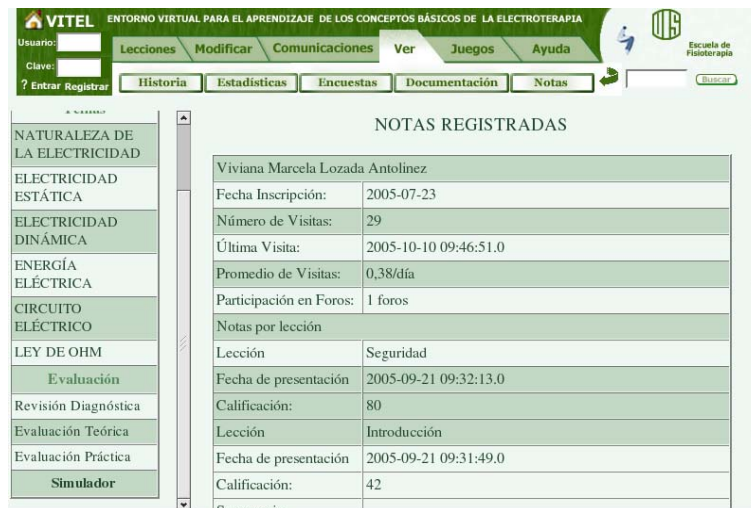 VITEL
ENTORNO VIRTUAL PARA EL APRENDIZAJE DE LOS CONCEPTOS BÁSICOS DE LA ELECTROTERAPIA
Usuario:
Clave:
? Entrar Registrar
Lecciones Modificar Comunicaciones Ver Juegos Ayuda
UIS
Escuela de
Fisioterapia
Historia Estadísticas Encuestas Documentación Notas
Buscar
NATURALEZA DE
LA ELECTRICIDAD
ELECTRICIDAD
ESTÁTICA
ELECTRICIDAD
DINÁMICA
ENERGÍA
ELÉCTRICA
CIRCUITO
ELÉCTRICO
LEY DE OHM
Evaluación
Revisión Diagnóstica
Evaluación Teórica
Evaluación Práctica
Simulador
NOTAS REGISTRADAS
Viviana Marcela Lozada Antolinez
Fecha Inscripción: 2005-07-23
Número de Visitas: 29
Última Visita: 2005-10-10 09:46:51.0
Promedio de Visitas: 0,38/día
Participación en Foros: 1 foros
Notas por lección
Lección Seguridad
Fecha de presentación 2005-09-21 09:32:13.0
Calificación: 80
Lección Introducción
Fecha de presentación 2005-09-21 09:31:49.0
Calificación: 42